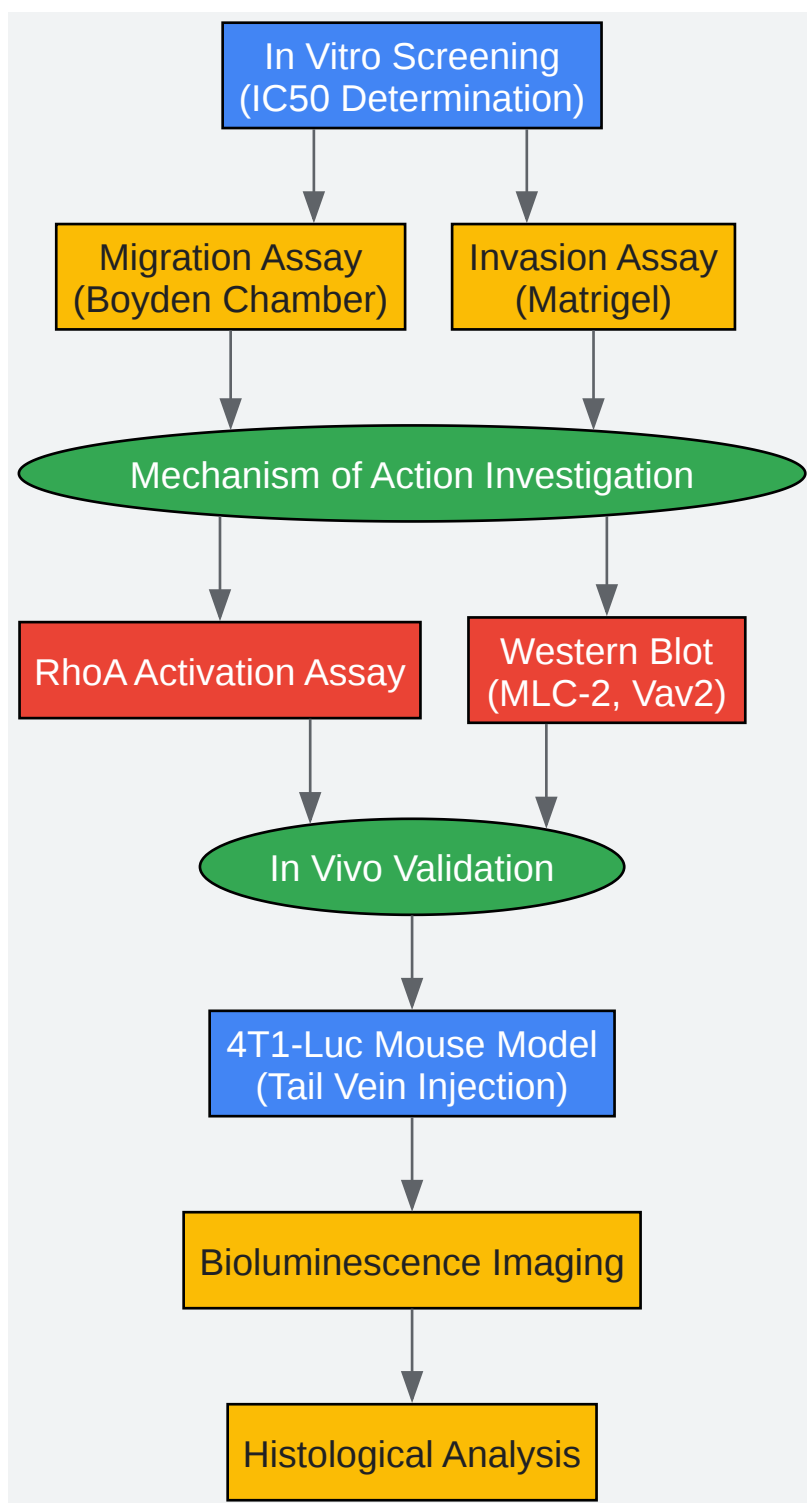 In Vitro Screening
(IC50 Determination)
Migration Assay
(Boyden Chamber)
Invasion Assay
(Matrigel)
Mechanism of Action Investigation
RhoA Activation Assay
Western Blot
(MLC-2, Vav2)
In Vivo Validation
4T1-Luc Mouse Model
(Tail Vein Injection)
Bioluminescence Imaging
Histological Analysis